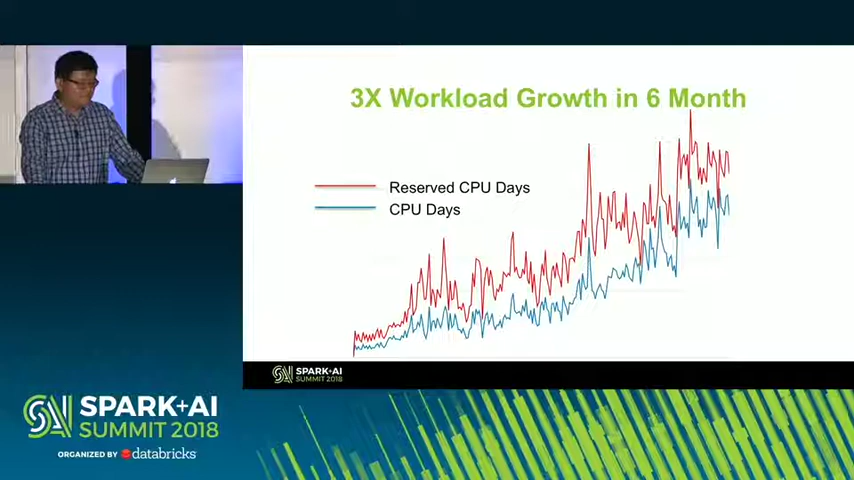 3X Workload Growth in 6 Month
Reserved CPU Days
CPU Days
SPARK+AI
SUMMIT 2018
SPARK+AI
SUMMIT 2018
ORGANIZED BY databricks